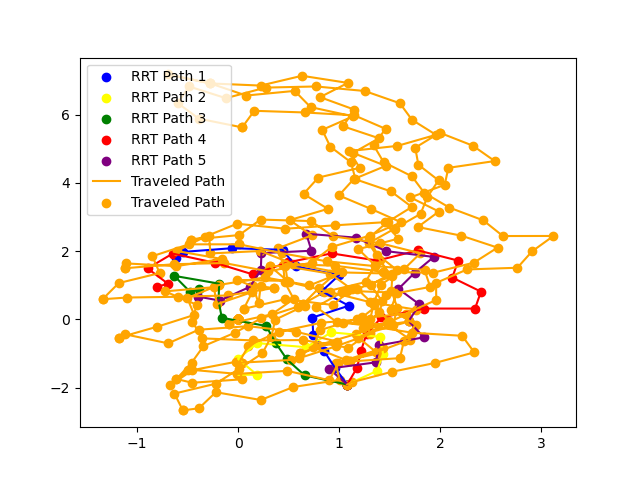 RRT Path 1
RRT Path 2
RRT Path 3
RRT Path 4
RRT Path 5
Traveled Path
Traveled Path
6
4
2
0
−2
−1
0
1
2
3